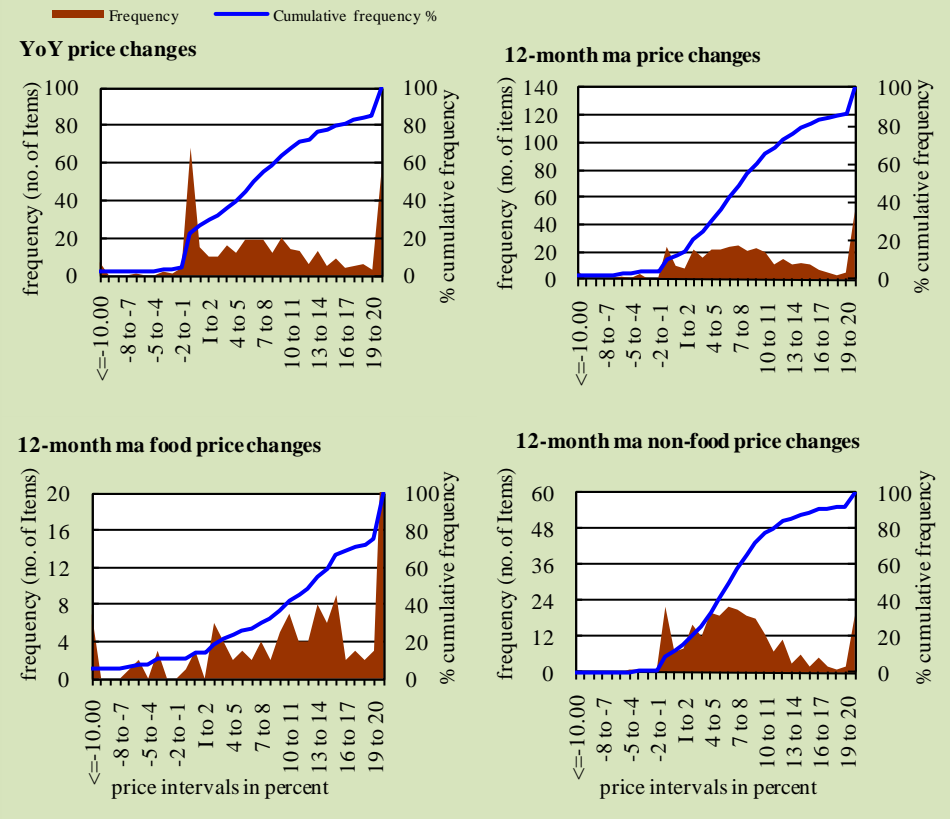 Frequency
Cumulative frequency %
YoY price changes
frequency (no. of Items)
100
80
60
40
20
0
100
80
60
40
20
0
% cumulative frequency
<=-10.00
-8 to -7
-5 to -4
-2 to -1
1 to 2
4 to 5
7 to 8
10 to 11
13 to 14
16 to 17
19 to 20
12-month ma price changes
frequency (no. of items)
140
120
100
80
60
40
20
0
100
80
60
40
20
0
% cumulative frequency
<=-10.00
-8 to -7
-5 to -4
-2 to -1
1 to 2
4 to 5
7 to 8
10 to 11
13 to 14
16 to 17
19 to 20
12-month ma food price changes
frequency (no. of Items)
20
16
12
8
4
0
100
80
60
40
20
0
% cumulative frequency
<=-10.00
-8 to -7
-5 to -4
-2 to -1
1 to 2
4 to 5
7 to 8
10 to 11
13 to 14
16 to 17
19 to 20
price intervals in percent
12-month ma non-food price changes
frequency (no. of Items)
60
48
36
24
12
0
100
80
60
40
20
0
% cumulative frequency
<=-10.00
-8 to -7
-5 to -4
-2 to -1
1 to 2
4 to 5
7 to 8
10 to 11
13 to 14
16 to 17
19 to 20
price intervals in percent